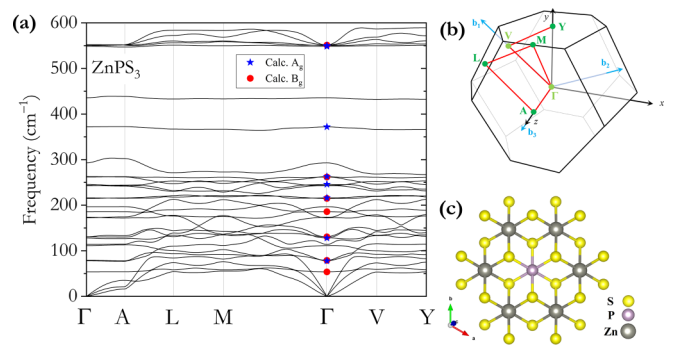 (a)
600
500
400
300
200
100
0
Frequency (cm⁻¹)
ZnPS₃
Calc. A_g
Calc. B_g
Γ A L M Γ V Y
(b)
y
b₁
V
M
Y
L
b₂
Γ
A
z
x
b₃
(c)
S
P
Zn
b
a